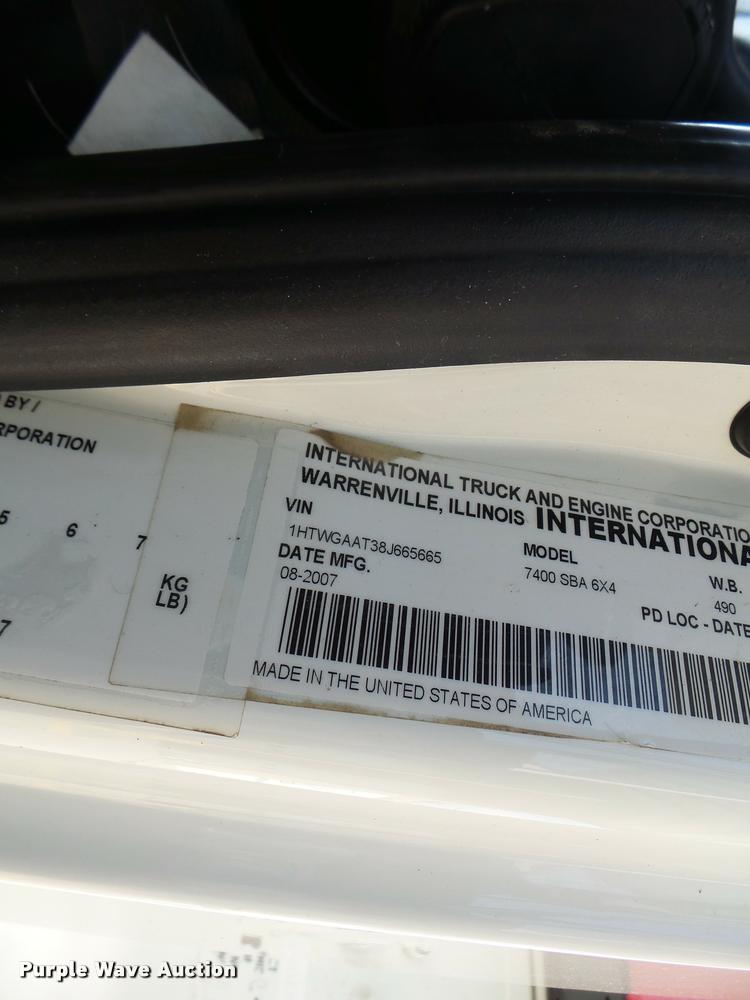 BY /
RPORATION
5 6 7
7
KG
LB)
INTERNATIONAL TRUCK AND ENGINE CORPORATIO
WARRENVILLE, ILLINOIS INTERNATIONA
VIN
1HTWGAAT38J665665
MODEL
W.B.
DATE MFG.
7400 SBA 6X4
490
08-2007
PD LOC - DATE
MADE IN THE UNITED STATES OF AMERICA
Purple Wave Auction